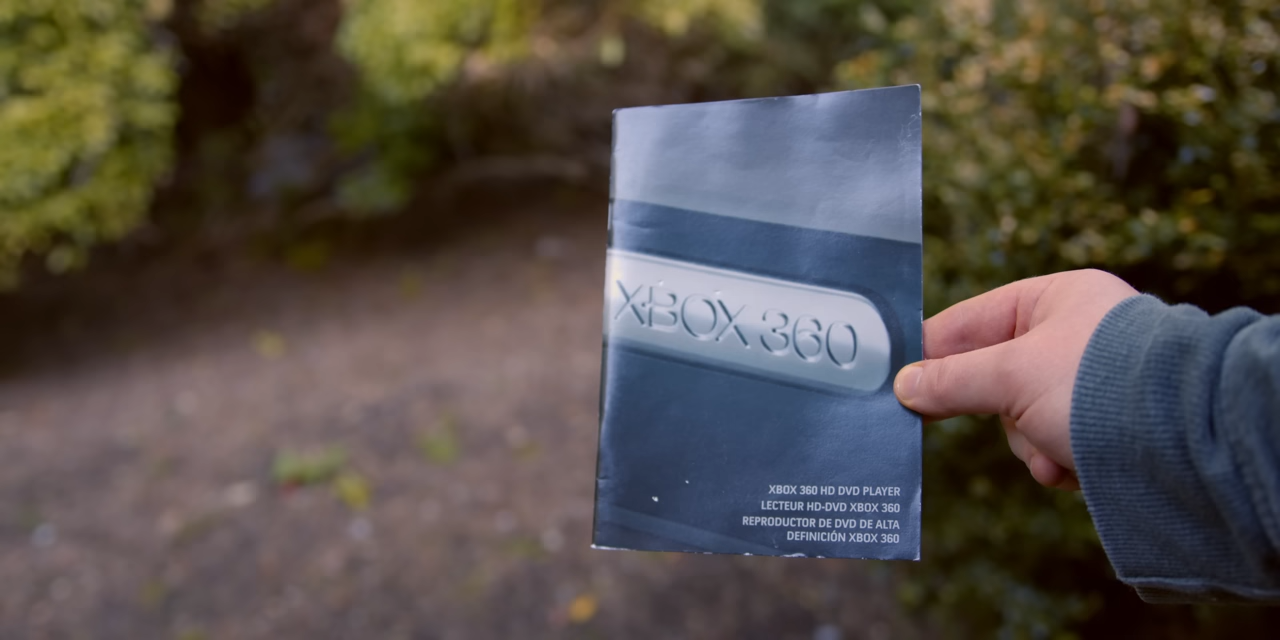 XBOX 360
XBOX 360 HD DVD PLAYER
LECTEUR HD-DVD XBOX 360
REPRODUCTOR DE DVD DE ALTA
DEFINICIÓN XBOX 360